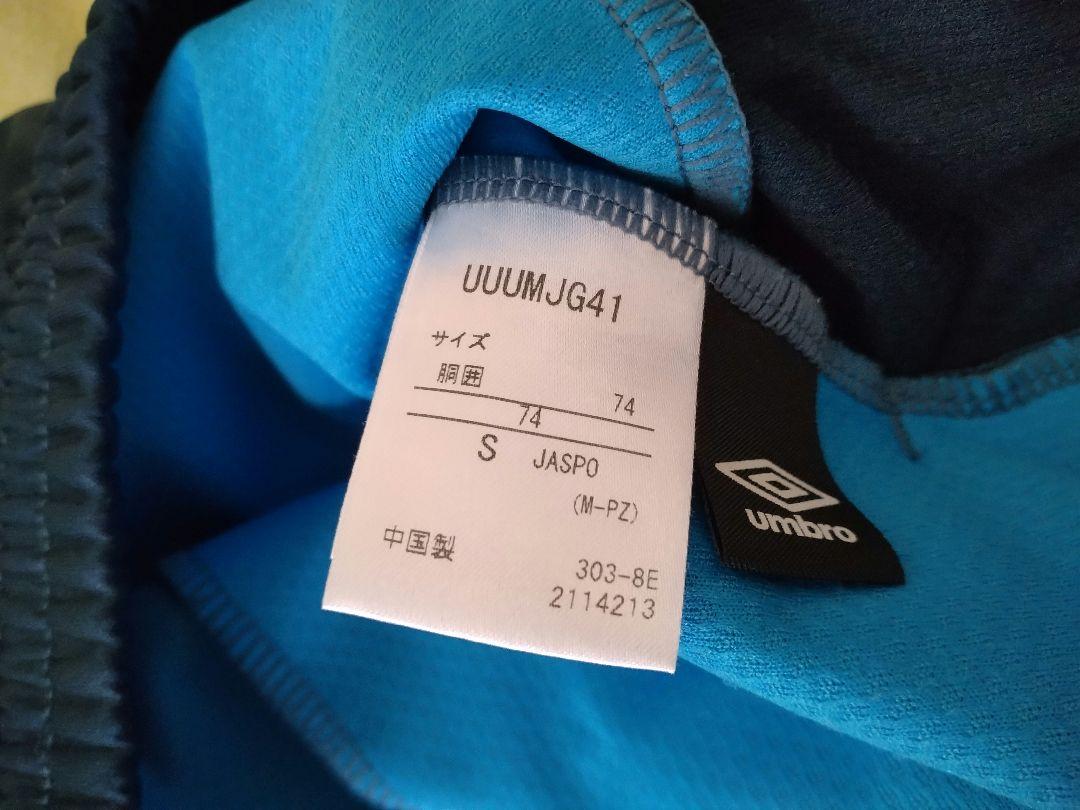 UUUMJG41
サイズ
胴囲
74
74
S JASPO
(M-PZ)
中国製
303-8E
2114213
umbro